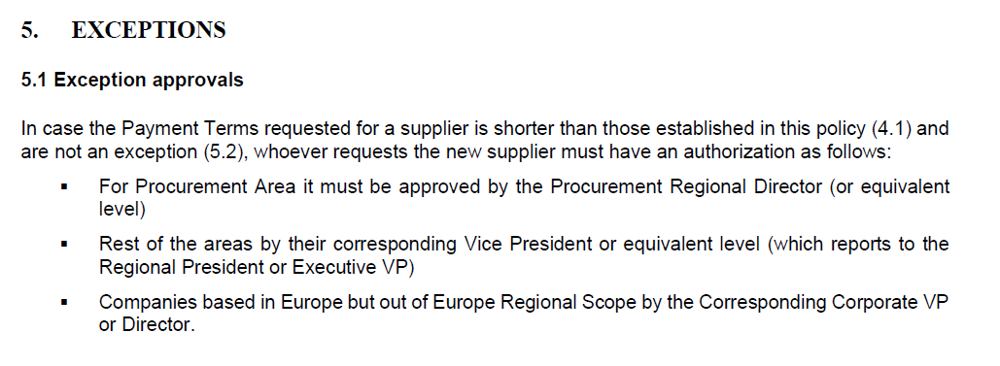 5. EXCEPTIONS
5.1 Exception approvals
In case the Payment Terms requested for a supplier is shorter than those established in this policy (4.1) and
are not an exception (5.2), whoever requests the new supplier must have an authorization as follows:
▪ For Procurement Area it must be approved by the Procurement Regional Director (or equivalent
level)
▪ Rest of the areas by their corresponding Vice President or equivalent level (which reports to the
Regional President or Executive VP)
▪ Companies based in Europe but out of Europe Regional Scope by the Corresponding Corporate VP
or Director.